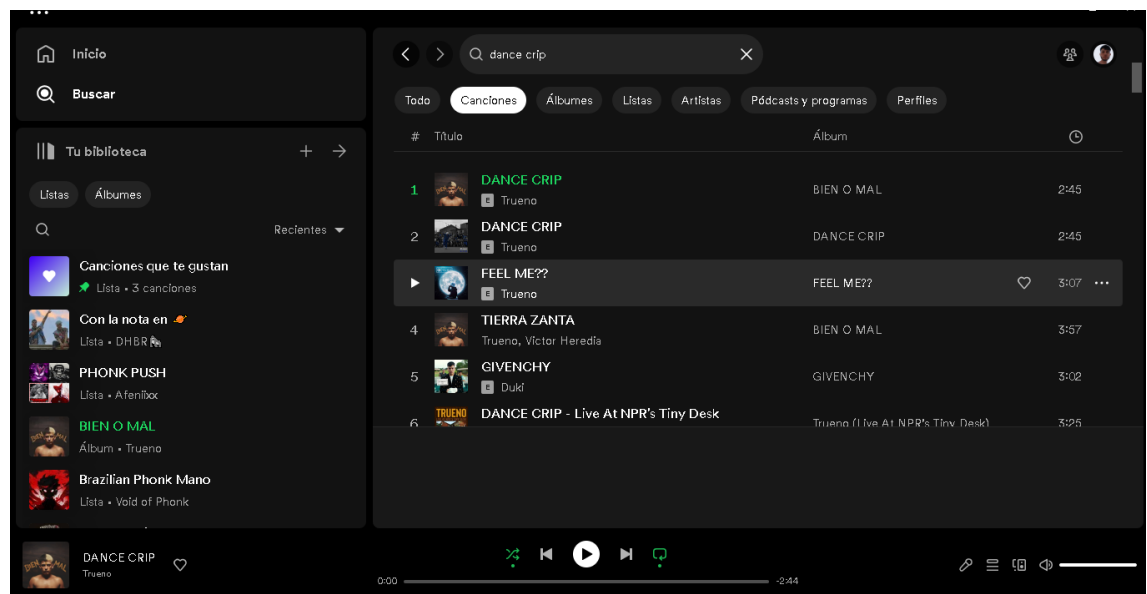 Inicio
Buscar
Tu biblioteca
Listas
Álbumes
Recientes
Canciones que te gustan
Lista • 3 canciones
Con la nota en
Lista • DHBR
PHONK PUSH
Lista • Afeniixx
BIEN O MAL
Álbum • Trueno
Brazilian Phonk Mano
Lista • Void of Phonk
dance crip
Todo Canciones Álbumes Listas Artistas Pódcasts y programas Perfiles
# Título Álbum
1 DANCE CRIP BIEN O MAL 2:45
E Trueno
2 DANCE CRIP DANCE CRIP 2:45
E Trueno
FEEL ME?? FEEL ME?? 3:07
E Trueno
4 TIERRA ZANTA BIEN O MAL 3:57
Trueno, Victor Heredia
5 GIVENCHY GIVENCHY 3:02
E Duki
6 TRUENO DANCE CRIP - Live At NPR's Tiny Desk Trueno (Live At NPR's Tiny Desk) 3:25
DANCE CRIP
Trueno
0:00 -2:44